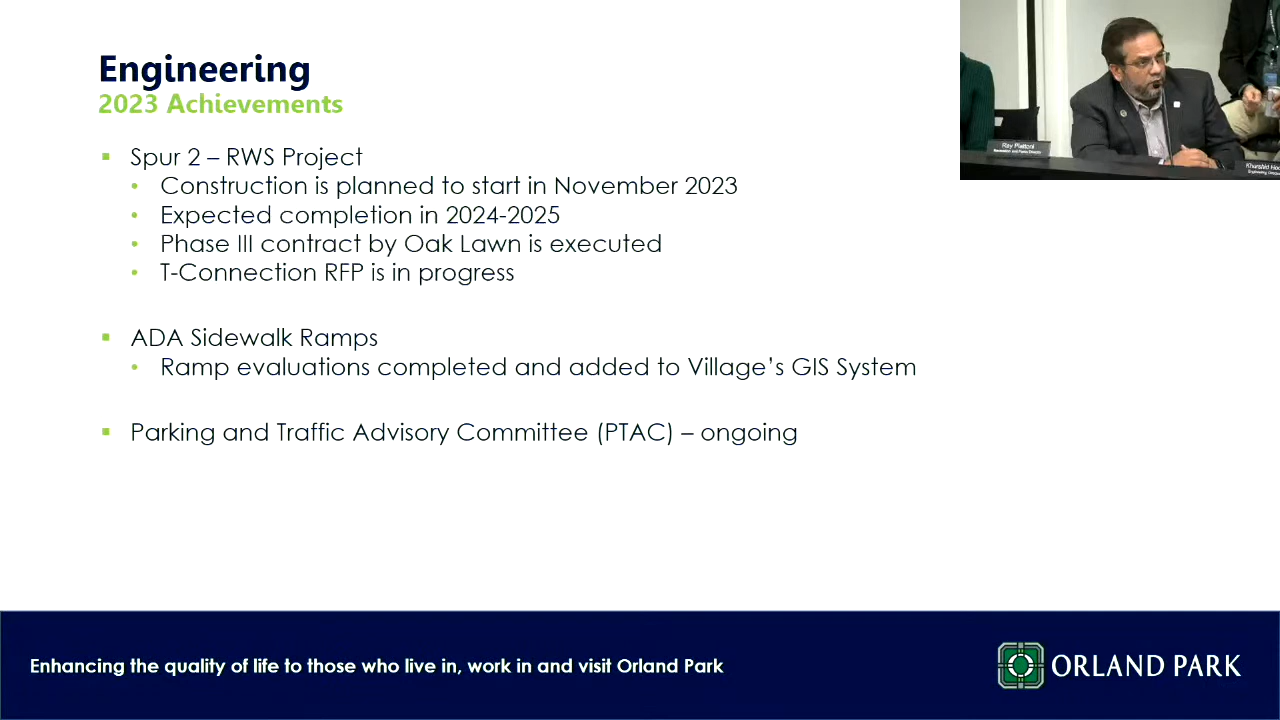 Engineering
2023 Achievements
Spur 2 – RWS Project
Construction is planned to start in November 2023
Expected completion in 2024-2025
Phase III contract by Oak Lawn is executed
T-Connection RFP is in progress
ADA Sidewalk Ramps
Ramp evaluations completed and added to Village’s GIS System
Parking and Traffic Advisory Committee (PTAC) – ongoing
Ray Piattoni
Khurshid
Enhancing the quality of life to those who live in, work in and visit Orland Park
ORLAND PARK